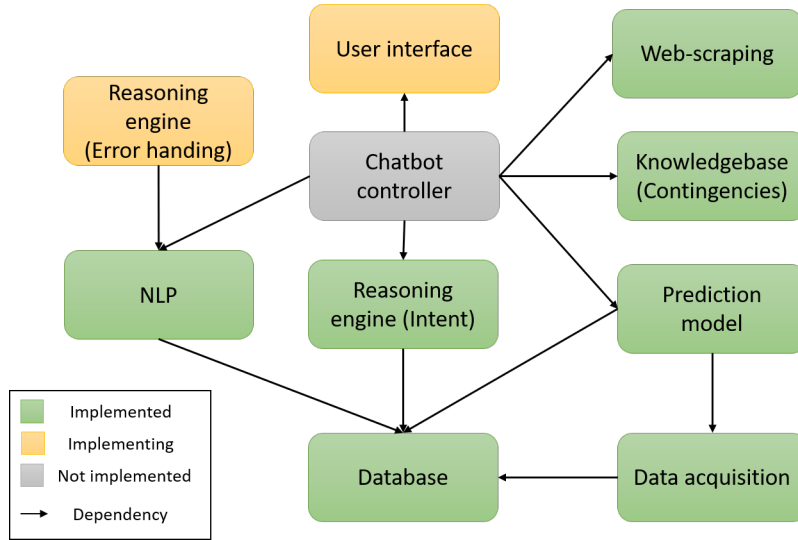 User interface
Web-scraping
Reasoning
engine
(Error handing)
Chatbot
controller
Knowledgebase
(Contingencies)
NLP
Reasoning
engine (Intent)
Prediction
model
Implemented
Implementing
Not implemented
Dependency
Database
Data acquisition